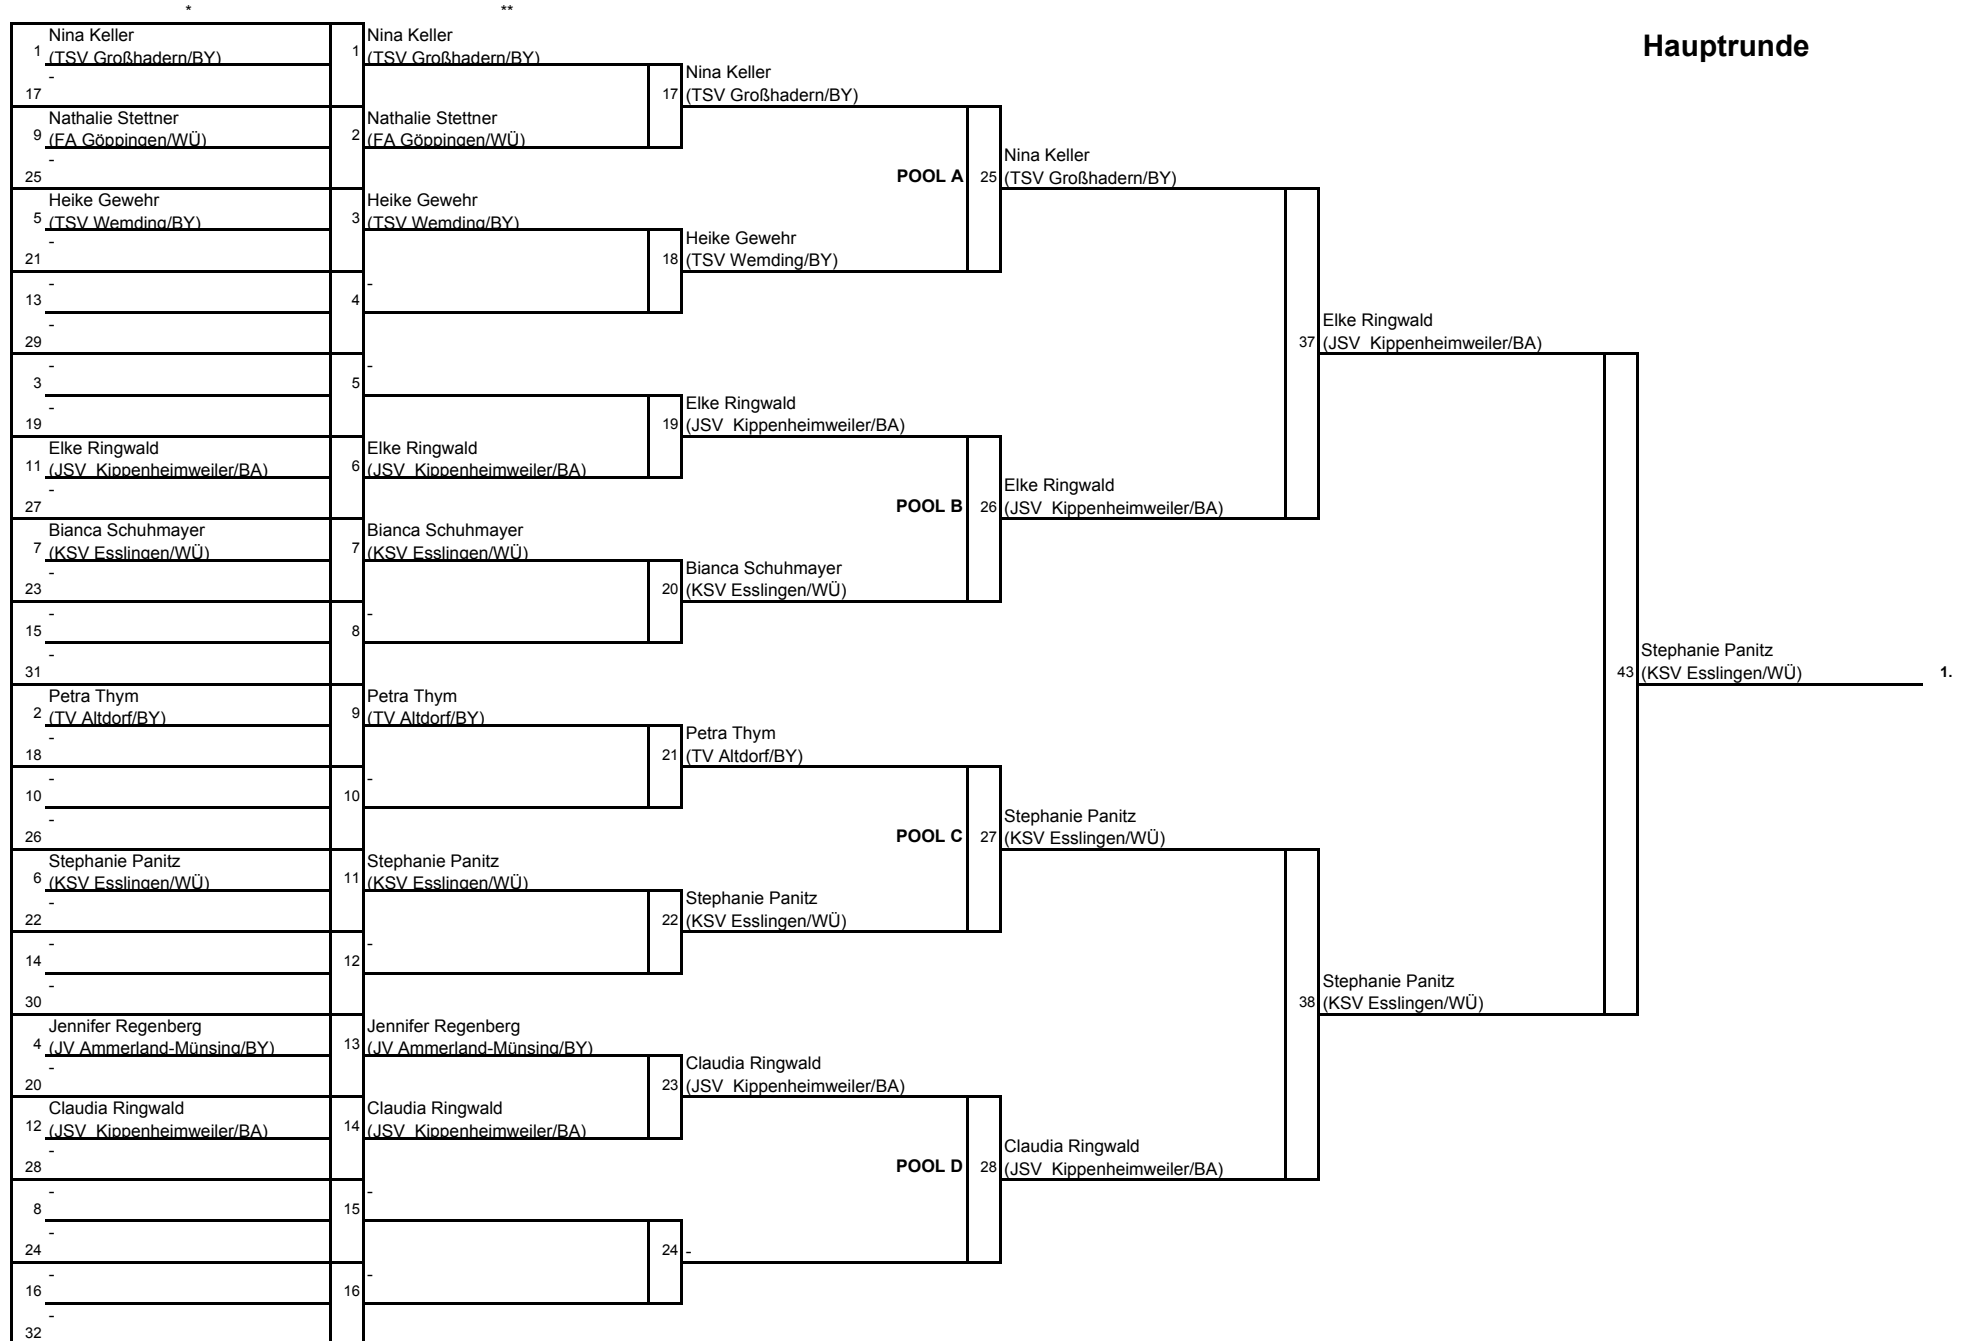 * **
Hauptrunde
Nina Keller Nina Keller
1 (TSV Großhadern/BY) 1 (TSV Großhadern/BY)
- Nina Keller
17 17 (TSV Großhadern/BY)
Nathalie Stettner Nathalie Stettner
9 (FA Göppingen/WÜ) 2 (FA Göppingen/WÜ)
- Nina Keller
25 POOL A 25 (TSV Großhadern/BY)
Heike Gewehr Heike Gewehr
5 (TSV Wemding/BY) 3 (TSV Wemding/BY)
- Heike Gewehr
21 18 (TSV Wemding/BY)
- -
13 4
- Elke Ringwald
29 37 (JSV Kippenheimweiler/BA)
- -
3 5
- Elke Ringwald
19 19 (JSV Kippenheimweiler/BA)
Elke Ringwald Elke Ringwald
11 (JSV Kippenheimweiler/BA) 6 (JSV Kippenheimweiler/BA)
- Elke Ringwald
27 POOL B 26 (JSV Kippenheimweiler/BA)
Bianca Schuhmayer Bianca Schuhmayer
7 (KSV Esslingen/WÜ) 7 (KSV Esslingen/WÜ)
- Bianca Schuhmayer
23 20 (KSV Esslingen/WÜ)
- -
15 8
- Stephanie Panitz
31 43 (KSV Esslingen/WÜ) 1.
Petra Thym Petra Thym
2 (TV Altdorf/BY) 9 (TV Altdorf/BY)
- Petra Thym
18 21 (TV Altdorf/BY)
- -
10 10
- Stephanie Panitz
26 POOL C 27 (KSV Esslingen/WÜ)
Stephanie Panitz Stephanie Panitz
6 (KSV Esslingen/WÜ) 11 (KSV Esslingen/WÜ)
- Stephanie Panitz
22 22 (KSV Esslingen/WÜ)
- -
14 12
- Stephanie Panitz
30 38 (KSV Esslingen/WÜ)
Jennifer Regenberg Jennifer Regenberg
4 (JV Ammerland-Münsing/BY) 13 (JV Ammerland-Münsing/BY)
- Claudia Ringwald
20 23 (JSV Kippenheimweiler/BA)
Claudia Ringwald Claudia Ringwald
12 (JSV Kippenheimweiler/BA) 14 (JSV Kippenheimweiler/BA)
- Claudia Ringwald
28 POOL D 28 (JSV Kippenheimweiler/BA)
- -
8 15
-
24 24 -
- -
16 16
-
32